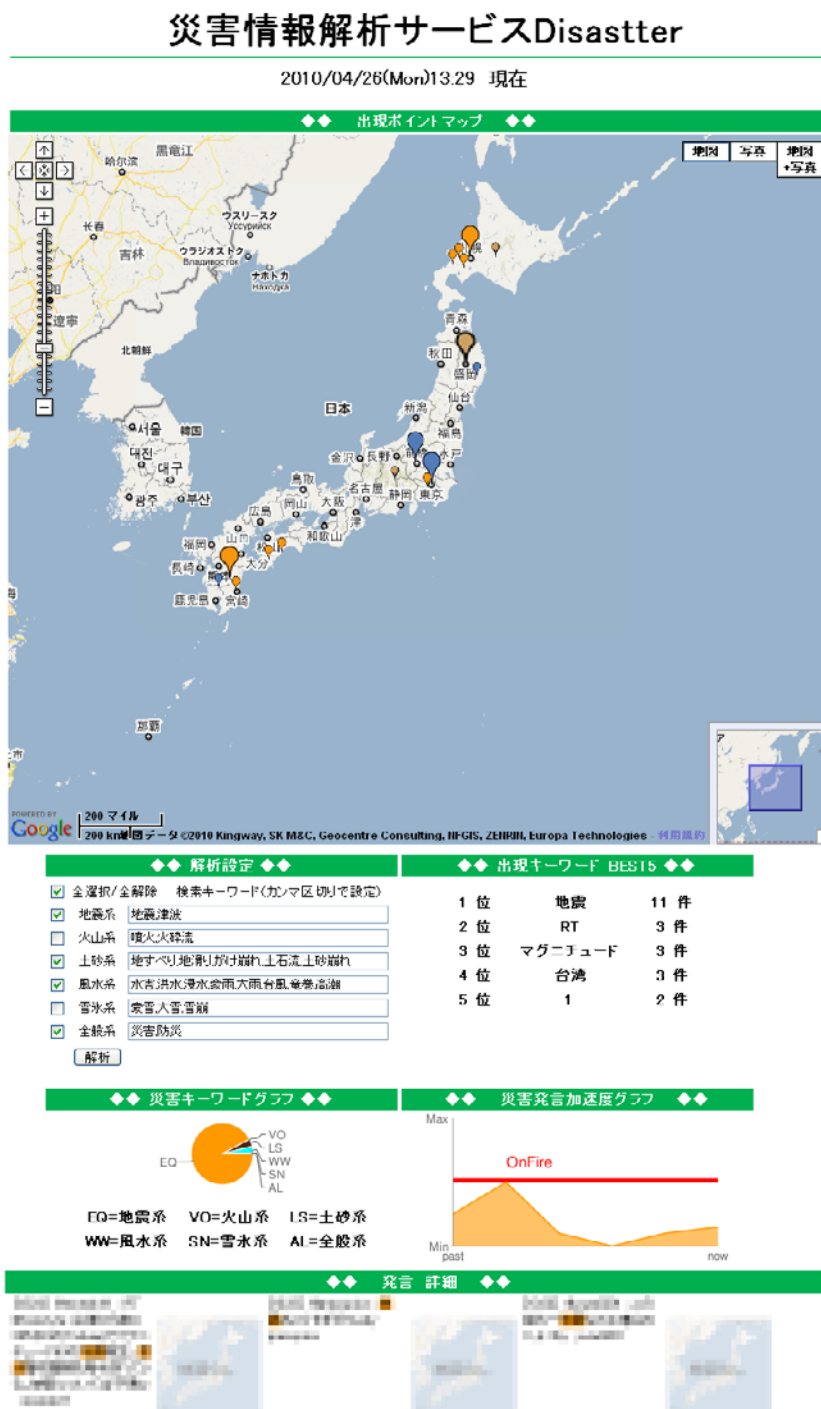 災害情報解析サービスDisastter
2010/04/26(Mon)13.29 現在
◆◆ 出現ポイントマップ ◆◆
地図 写真 地図+写真
黒竜江
哈尔滨
长春
吉林
辽宁
ウスリースク
Уссурийск
ウラジオストク
Владивосток
ナホトカ
Находка
北朝鮮
서울 韓国
대전
대구
광주 부산
日本
青森
秋田
盛岡
仙台
新潟
福島
金沢 長野 水戸
鳥取 名古屋 静岡 東京
広島 岡山 大阪 津
和歌山
山口
福岡 松山
長崎 大分
鹿児島 宮崎
那覇
POWERED BY
Google
200 マイル
200 km
地図データ ©2010 Kingway, SK M&C, Geocentre Consulting, NFGIS, ZENRIN, Europa Technologies - 利用規約
◆◆ 解析設定 ◆◆
全選択/全解除 検索キーワード(カンマ区切りで設定)
地震系 地震,津波
火山系 噴火,火砕流
土砂系 地すべり,地滑り,がけ崩れ,土石流,土砂崩れ
風水系 水害,洪水,浸水,豪雨,大雨,台風,竜巻,高潮
雪氷系 豪雪,大雪,雪崩
全般系 災害,防災
解析
◆◆ 出現キーワード BEST5 ◆◆
1 位 地震 11 件
2 位 RT 3 件
3 位 マグニチュード 3 件
4 位 台湾 3 件
5 位 1 2 件
◆◆ 災害キーワードグラフ ◆◆
EQ
VO
LS
WW
SN
AL
EQ=地震系 VO=火山系 LS=土砂系
WW=風水系 SN=雪氷系 AL=全般系
◆◆ 災害発言加速度グラフ ◆◆
Max
OnFire
Min
past now
◆◆ 発言 詳細 ◆◆